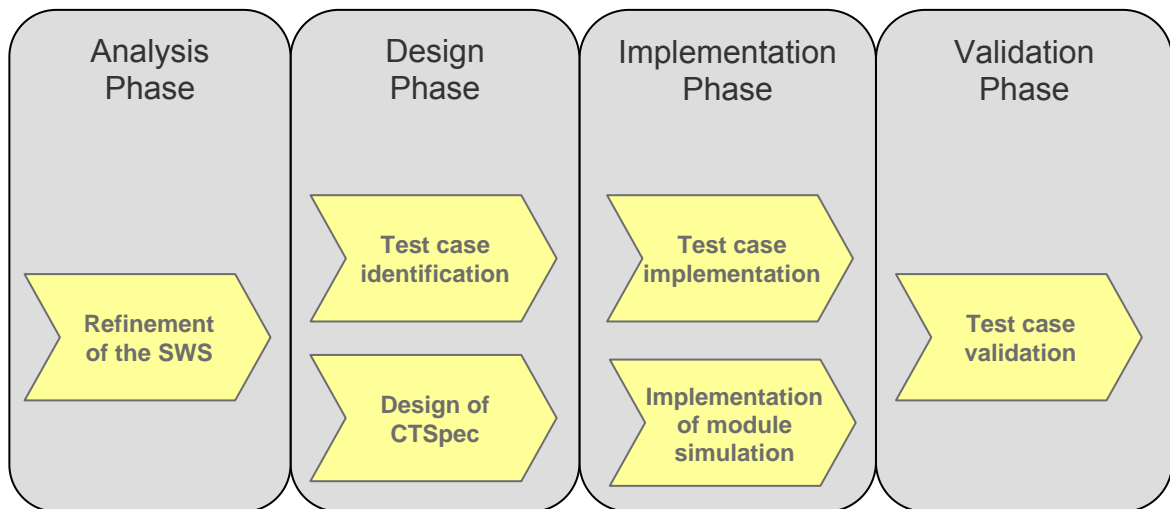 Analysis
Phase
Design
Phase
Implementation
Phase
Validation
Phase
Refinement
of the SWS
Test case
identification
Design of
CTSpec
Test case
implementation
Implementation
of module
simulation
Test case
validation